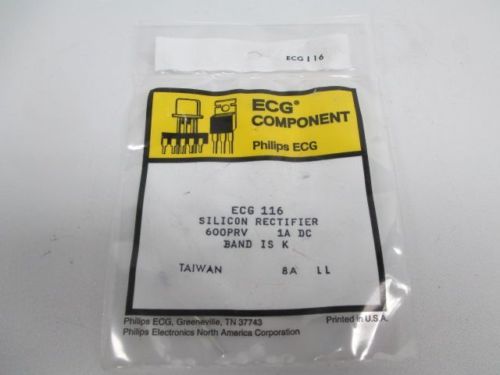 ECG 116
ECG®
COMPONENT
Philips ECG
ECG 116
SILICON RECTIFIER
600PRV 1A DC
BAND IS K
TAIWAN 8A LL
Philips ECG, Greeneville, TN 37743 Printed in U.S.A.
Philips Electronics North America Corporation